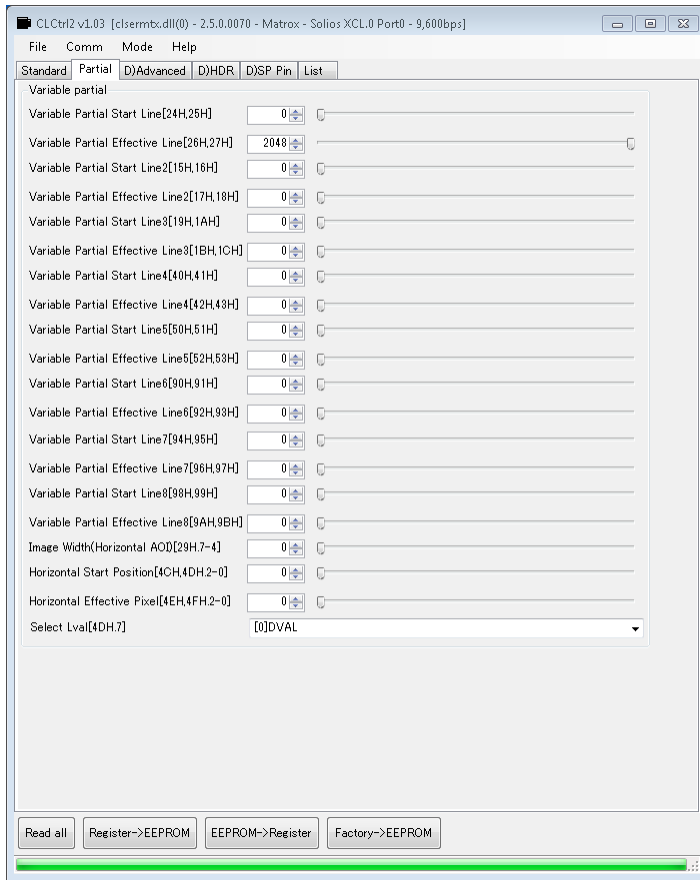 CLCtrl2 v1.03 [clsermtx.dll(0) - 2.5.0.0070 - Matrox - Solios XCL.0 Port0 - 9,600bps]
File Comm Mode Help
Standard Partial D)Advanced D)HDR D)SP Pin List
Variable partial
Variable Partial Start Line[24H,25H] 0
Variable Partial Effective Line[26H,27H] 2048
Variable Partial Start Line2[15H,16H] 0
Variable Partial Effective Line2[17H,18H] 0
Variable Partial Start Line3[19H,1AH] 0
Variable Partial Effective Line3[1BH,1CH] 0
Variable Partial Start Line4[40H,41H] 0
Variable Partial Effective Line4[42H,43H] 0
Variable Partial Start Line5[50H,51H] 0
Variable Partial Effective Line5[52H,53H] 0
Variable Partial Start Line6[90H,91H] 0
Variable Partial Effective Line6[92H,93H] 0
Variable Partial Start Line7[94H,95H] 0
Variable Partial Effective Line7[96H,97H] 0
Variable Partial Start Line8[98H,99H] 0
Variable Partial Effective Line8[9AH,9BH] 0
Image Width(Horizontal AOI)[29H.7-4] 0
Horizontal Start Position[4CH,4DH.2-0] 0
Horizontal Effective Pixel[4EH,4FH.2-0] 0
Select Lval[4DH.7] [0]DVAL
Read all Register->EEPROM EEPROM->Register Factory->EEPROM